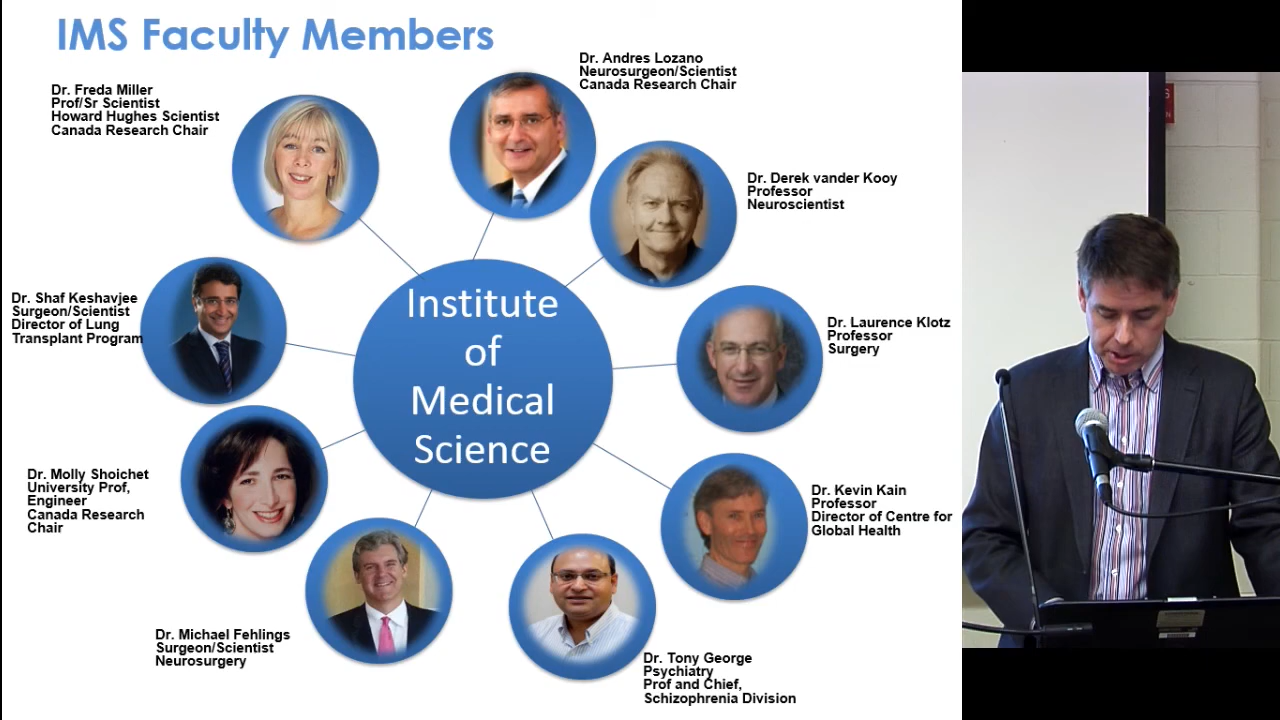 IMS Faculty Members
Dr. Andres Lozano
Neurosurgeon/Scientist
Canada Research Chair
Dr. Freda Miller
Prof/Sr Scientist
Howard Hughes Scientist
Canada Research Chair
Dr. Derek vander Kooy
Professor
Neuroscientist
Dr. Shaf Keshavjee
Surgeon/Scientist
Director of Lung
Transplant Program
Institute
of
Medical
Science
Dr. Laurence Klotz
Professor
Surgery
Dr. Molly Shoichet
University Prof,
Engineer
Canada Research
Chair
Dr. Kevin Kain
Professor
Director of Centre for
Global Health
Dr. Michael Fehlings
Surgeon/Scientist
Neurosurgery
Dr. Tony George
Psychiatry
Prof and Chief,
Schizophrenia Division